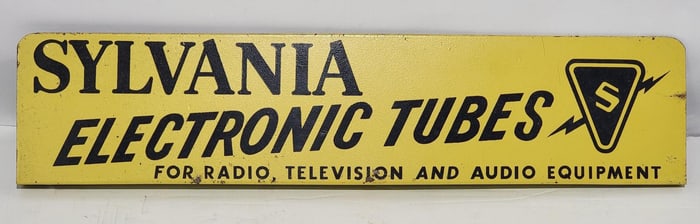 SYLVANIA
ELECTRONIC TUBES
S
FOR RADIO, TELEVISION AND AUDIO EQUIPMENT